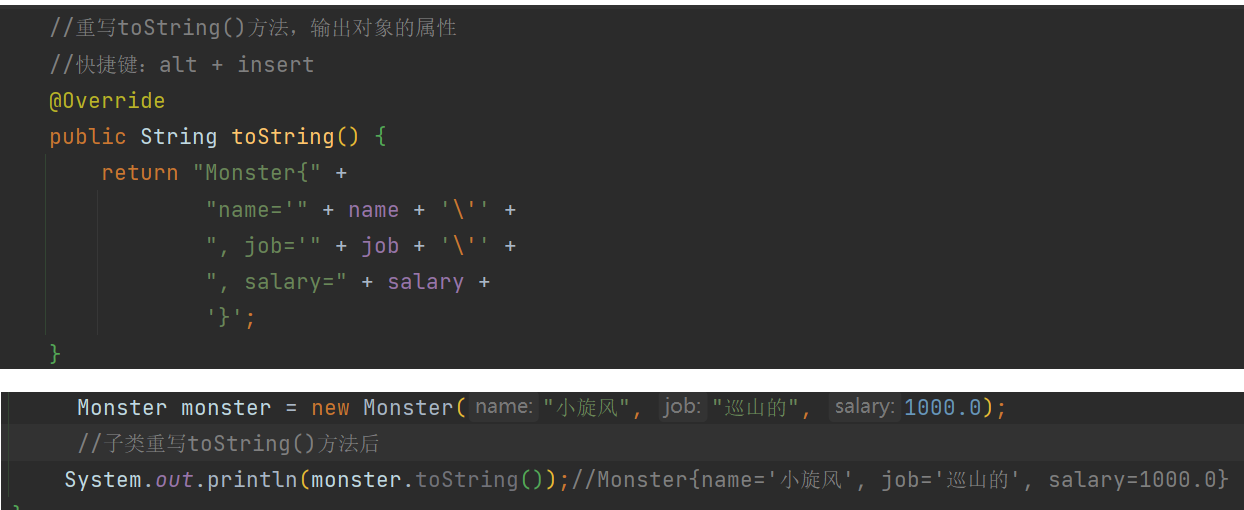 //重写toString()方法，输出对象的属性
//快捷键：alt + insert
@Override
public String toString() {
return "Monster{" +
"name='" + name + '\'' +
", job='" + job + '\'' +
", salary=" + salary +
'}';
}
Monster monster = new Monster( name: "小旋风", job: "巡山的", salary: 1000.0);
//子类重写toString()方法后
System.out.println(monster.toString());//Monster{name='小旋风', job='巡山的', salary=1000.0}